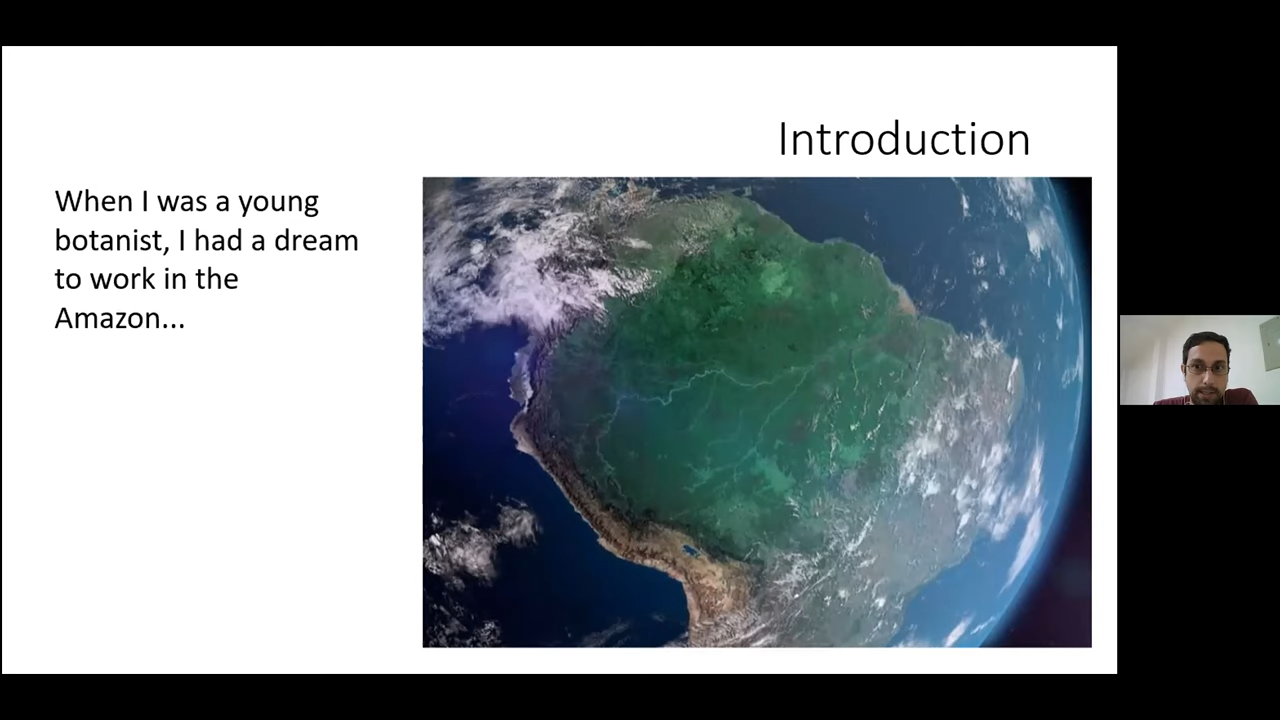 Introduction
When I was a young
botanist, I had a dream
to work in the
Amazon...